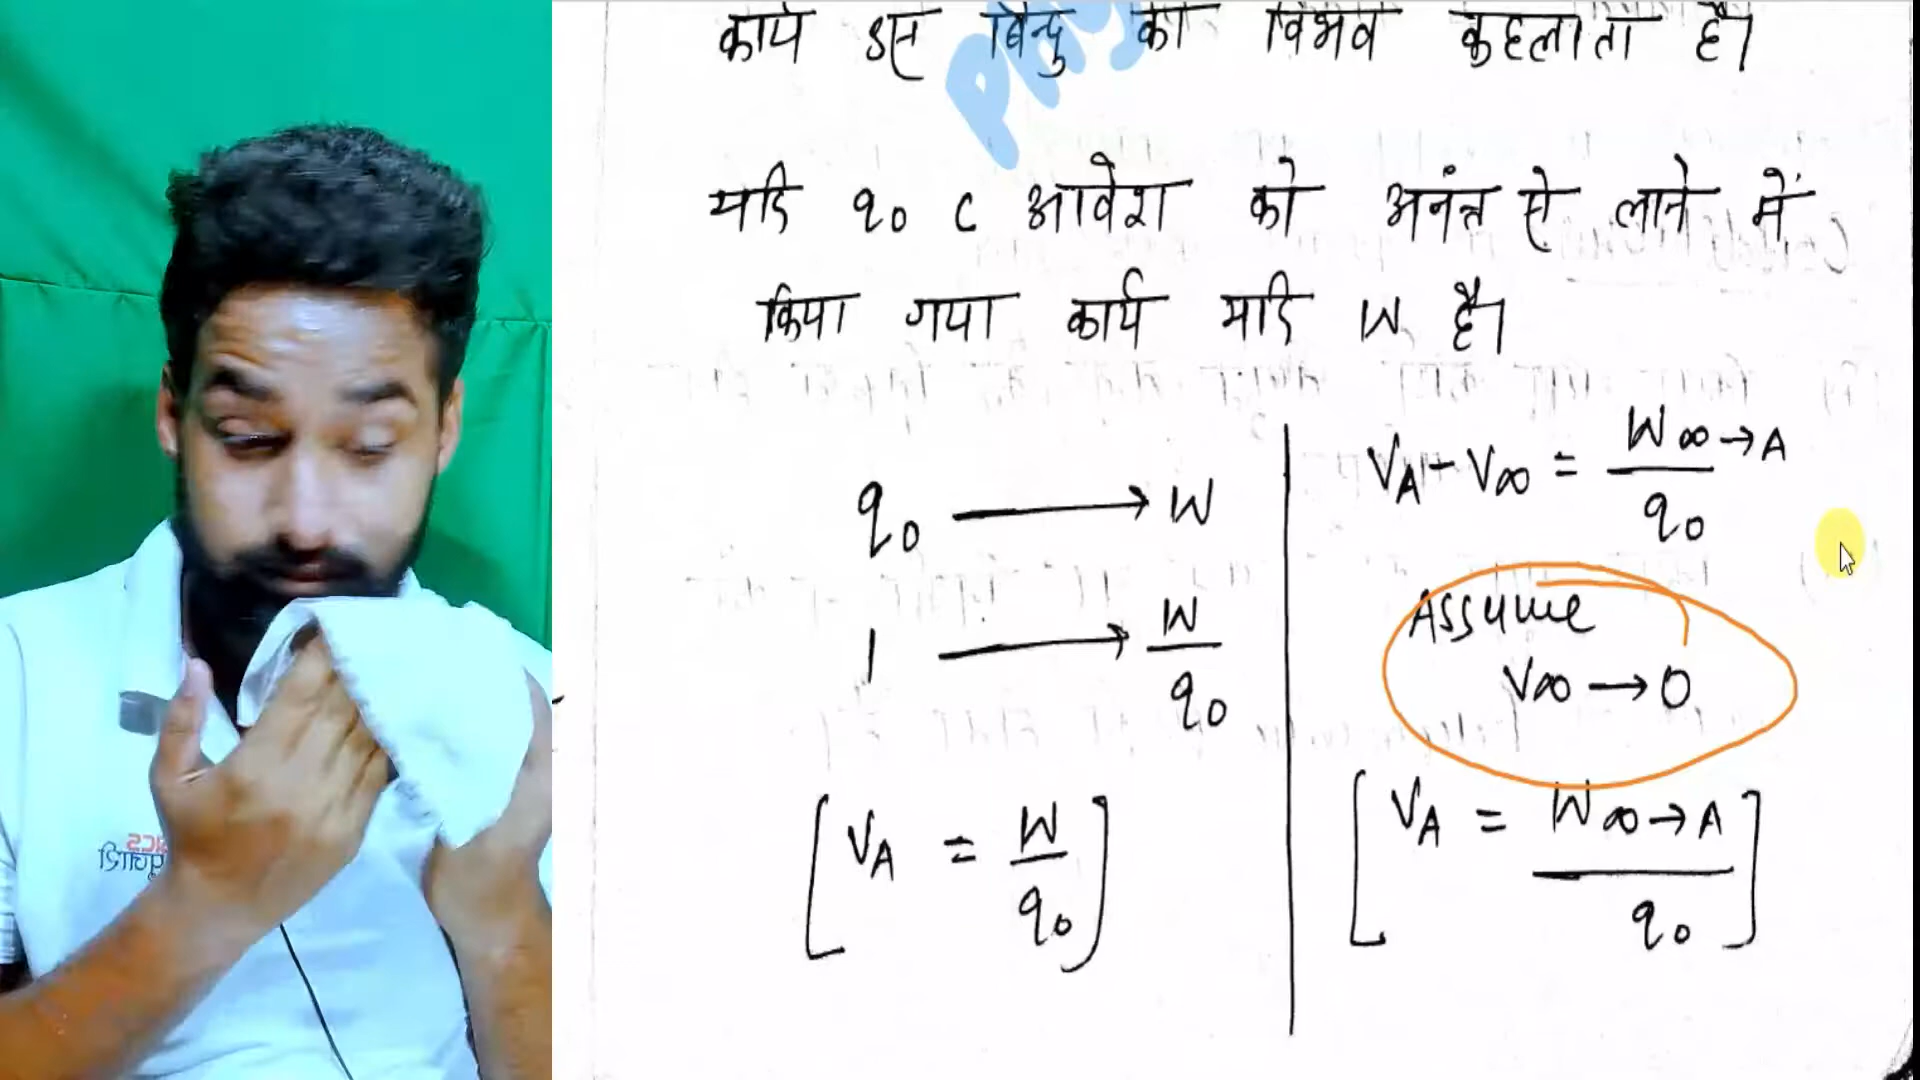 कार्य इस बिन्दु का विभव कहलाता है।
यदि q₀ C आवेश को अनंत से लाने में
किया गया कार्य यदि W है।
q₀ → W
1 → W/q₀
[V_A = W/q₀]
V_A - V∞ = W∞→A/q₀
Assume
V∞ → 0
[V_A = W∞→A/q₀]